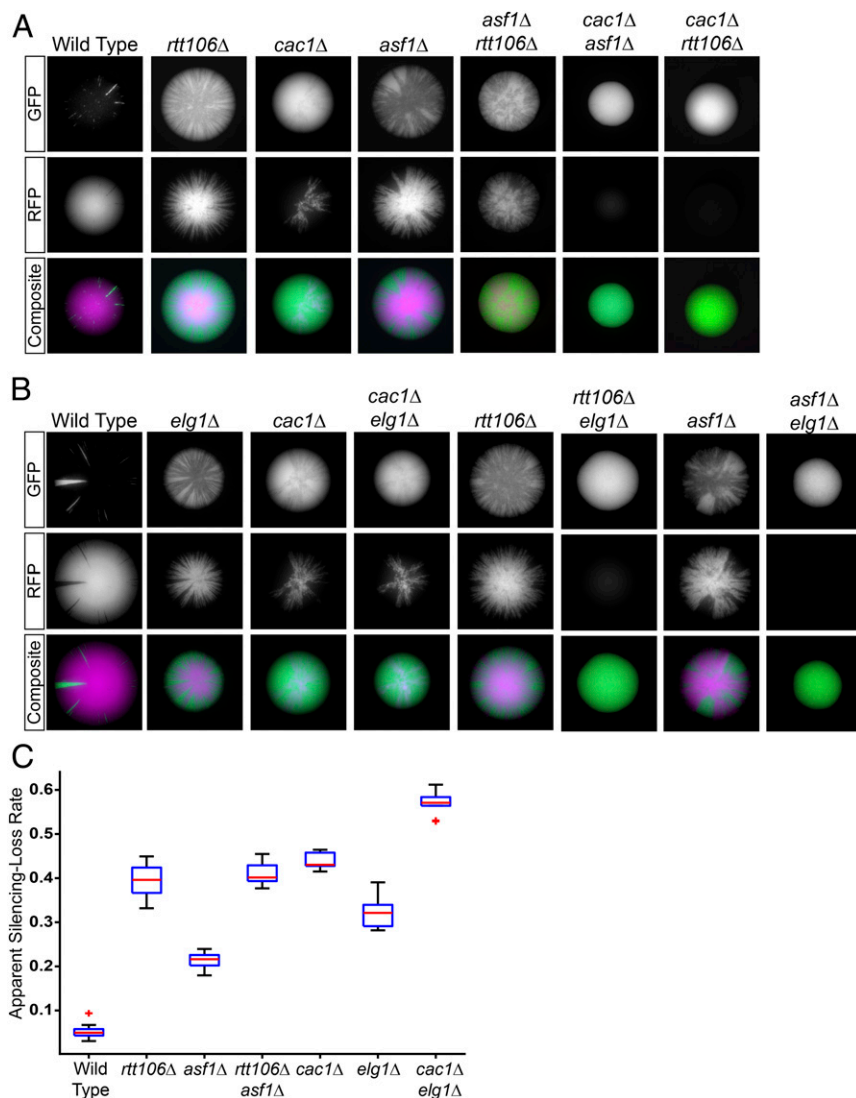 A
Wild Type
rtt106Δ
cac1Δ
asf1Δ
asf1Δ
rtt106Δ
cac1Δ
asf1Δ
cac1Δ
rtt106Δ
GFP
RFP
Composite
B
Wild Type
elg1Δ
cac1Δ
cac1Δ
elg1Δ
rtt106Δ
rtt106Δ
elg1Δ
asf1Δ
asf1Δ
elg1Δ
GFP
RFP
Composite
C
Apparent Silencing-Loss Rate
0.6
0.5
0.4
0.3
0.2
0.1
Wild
Type
rtt106Δ
asf1Δ
rtt106Δ
asf1Δ
cac1Δ
elg1Δ
cac1Δ
elg1Δ